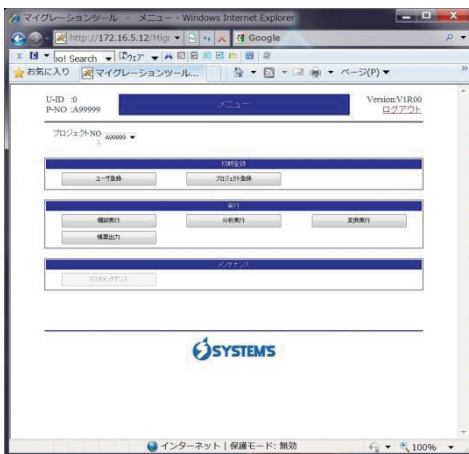 マイグレーションツール - メニュー - Windows Internet Explorer
http://172.16.5.12/Migr
Google
oo! Search
お気に入り マイグレーションツール... ページ(P)
U-ID :0
P-NO :A99999
メニュー
Version:V1R00
ログアウト
プロジェクトNO
: A99999
初期登録
ユーザ登録 プロジェクト登録
実行
棚卸実行 分析実行 変換実行
帳票出力
メンテナンス
マスタメンテナンス
SYSTEMS
インターネット | 保護モード: 無効 100%